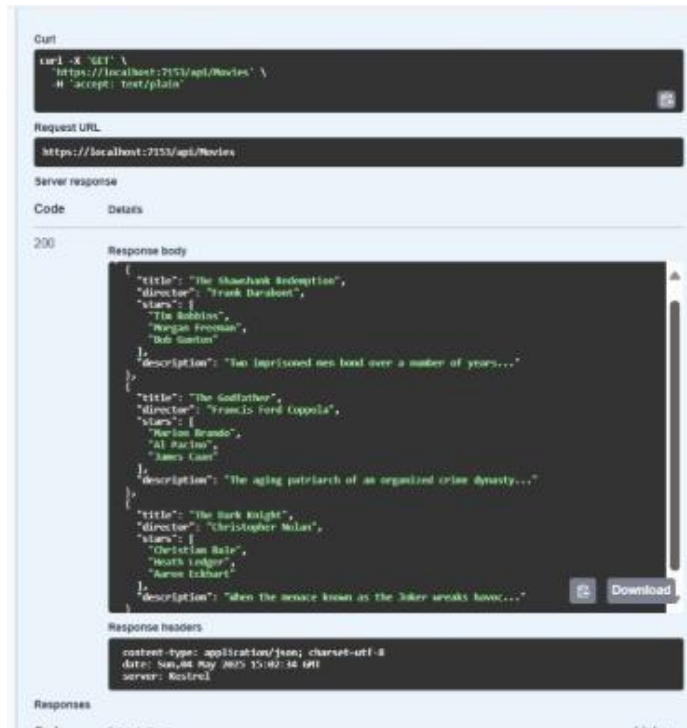 Curl
curl -X 'GET' \
'https://localhost:7153/api/Movies' \
-H 'accept: text/plain'
Request URL
https://localhost:7153/api/Movies
Server response
Code Details
200
Response body
{
"title": "The Shawshank Redemption",
"director": "Frank Darabont",
"stars": [
"Tim Robbins",
"Morgan Freeman",
"Bob Gunton"
],
"description": "Two imprisoned men bond over a number of years..."
},
{
"title": "The Godfather",
"director": "Francis Ford Coppola",
"stars": [
"Marlon Brando",
"Al Pacino",
"James Caan"
],
"description": "The aging patriarch of an organized crime dynasty..."
},
{
"title": "The Dark Knight",
"director": "Christopher Nolan",
"stars": [
"Christian Bale",
"Heath Ledger",
"Aaron Eckhart"
],
"description": "When the menace known as the Joker wreaks havoc..."
}
Download
Response headers
content-type: application/json; charset=utf-8
date: Sun,04 May 2025 15:02:34 GMT
server: Kestrel
Responses